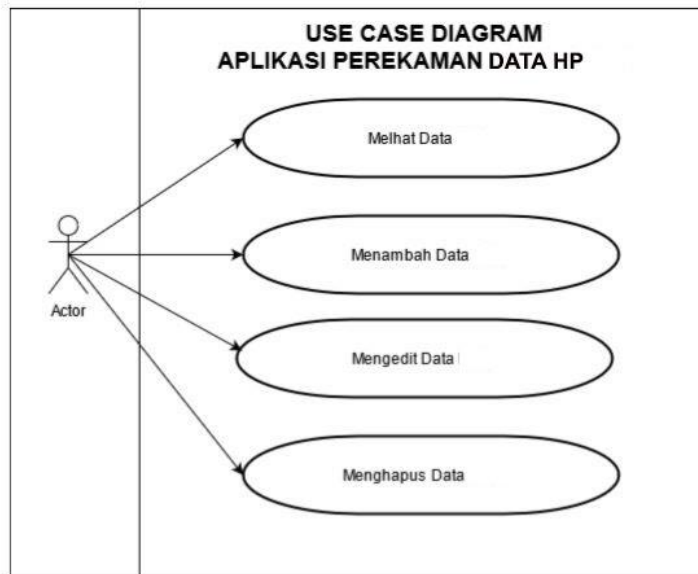 USE CASE DIAGRAM
APLIKASI PEREKAMAN DATA HP
Melhat Data
Menambah Data
Actor
Mengedit Data
Menghapus Data